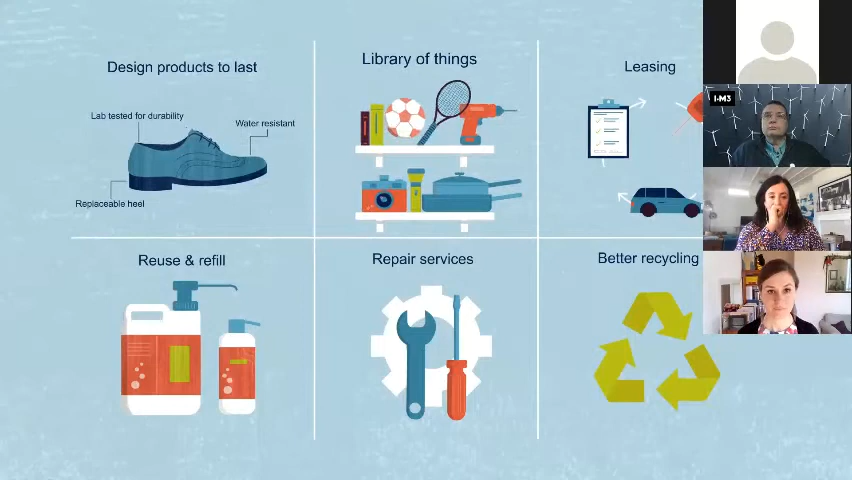 Design products to last
Lab tested for durability
Water resistant
Replaceable heel
Library of things
Leasing
I-M3
Reuse & refill
Repair services
Better recycling